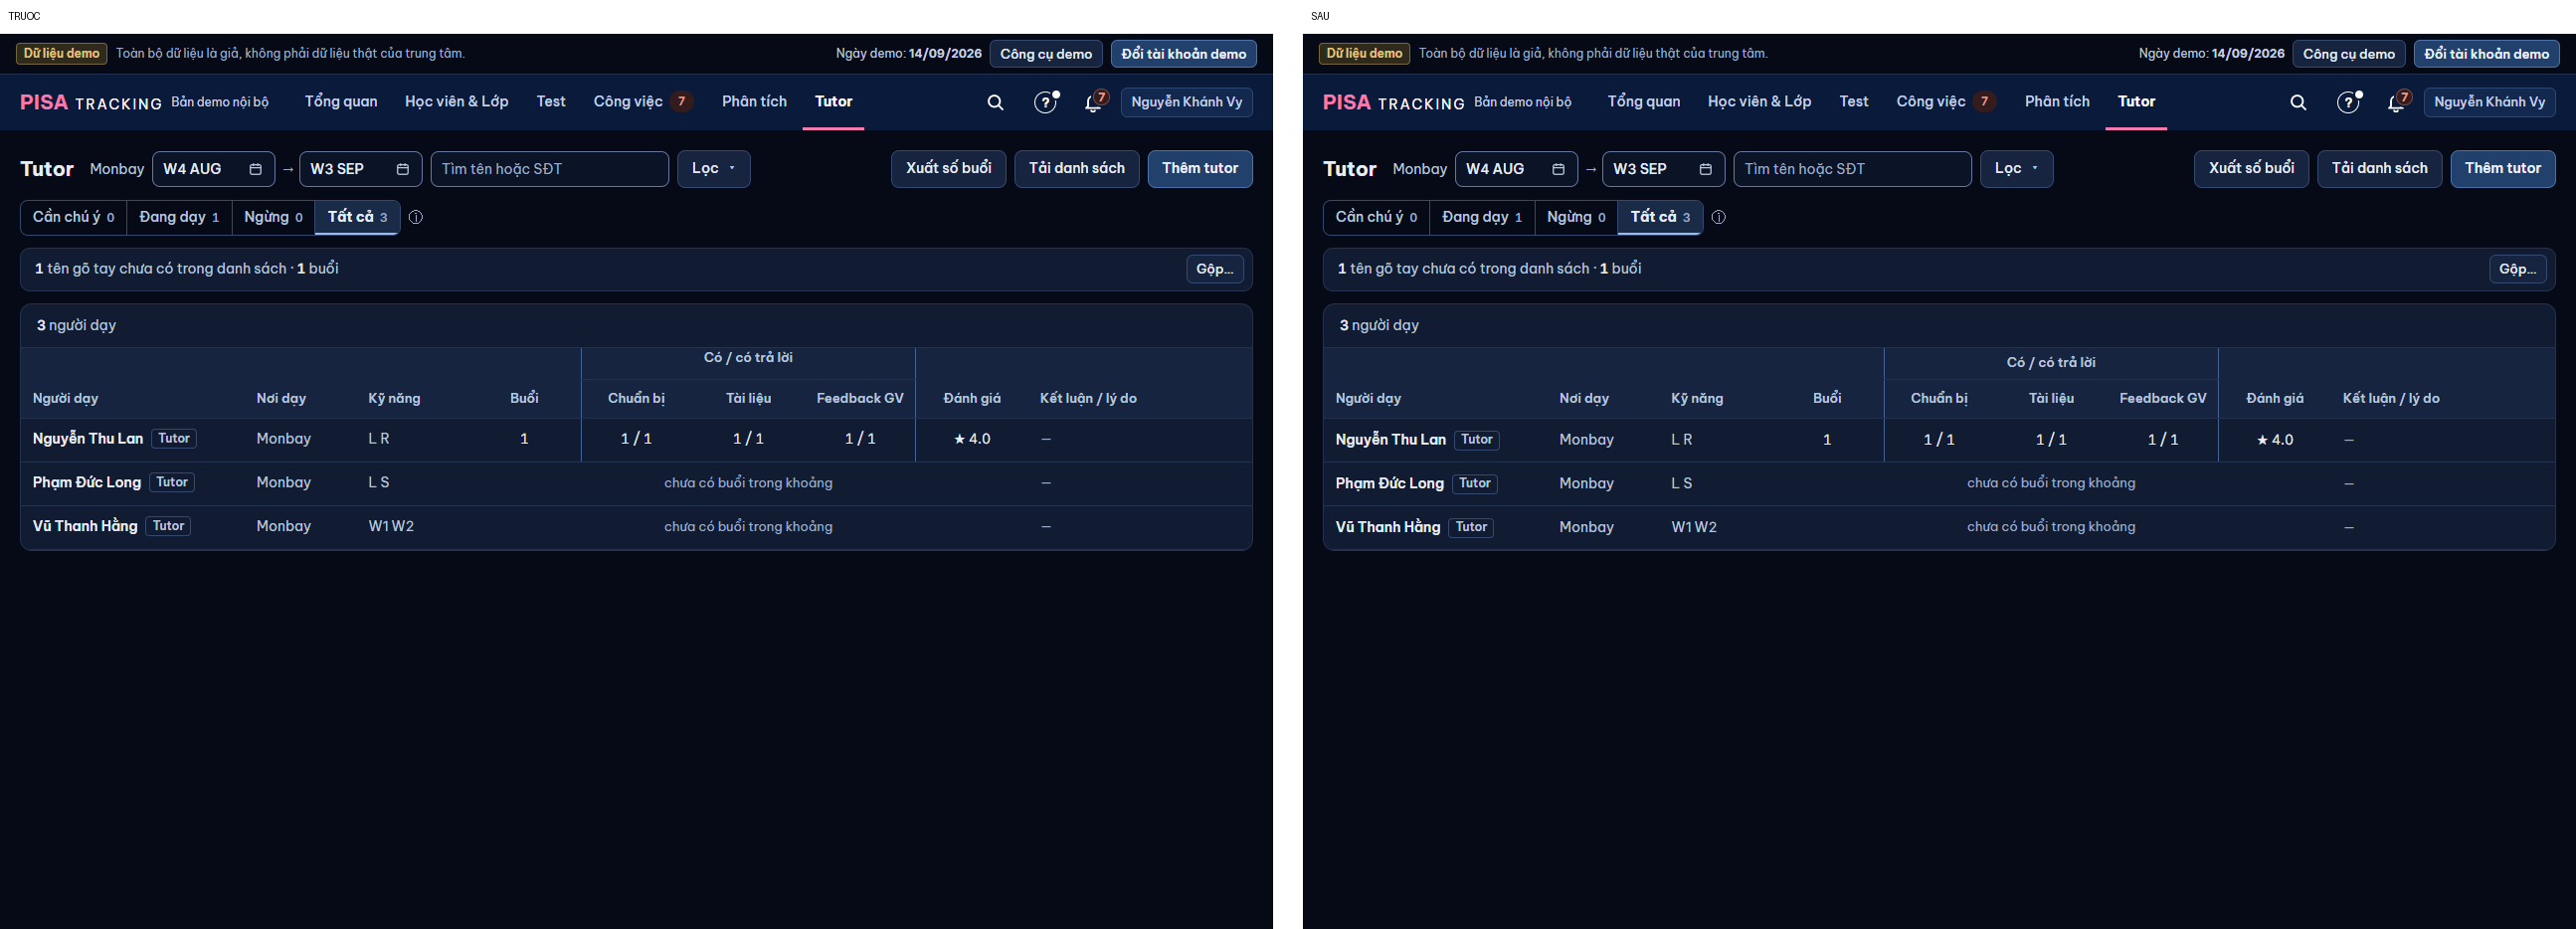 TRUOC
Dữ liệu demo Toàn bộ dữ liệu là giả, không phải dữ liệu thật của trung tâm. Ngày demo: 14/09/2026 Công cụ demo Đổi tài khoản demo
PISA TRACKING Bản demo nội bộ Tổng quan Học viên & Lớp Test Công việc 7 Phân tích Tutor ? 7 Nguyễn Khánh Vy
Tutor Monbay W4 AUG → W3 SEP Tìm tên hoặc SĐT Lọc Xuất số buổi Tải danh sách Thêm tutor
Cần chú ý 0 Đang dạy 1 Ngừng 0 Tất cả 3 ⓘ
1 tên gõ tay chưa có trong danh sách · 1 buổi Gộp...
3 người dạy
Có / có trả lời
Người dạy Nơi dạy Kỹ năng Buổi Chuẩn bị Tài liệu Feedback GV Đánh giá Kết luận / lý do
Nguyễn Thu Lan Tutor Monbay L R 1 1 / 1 1 / 1 1 / 1 ★ 4.0 —
Phạm Đức Long Tutor Monbay L S chưa có buổi trong khoảng —
Vũ Thanh Hằng Tutor Monbay W1 W2 chưa có buổi trong khoảng —
SAU
Dữ liệu demo Toàn bộ dữ liệu là giả, không phải dữ liệu thật của trung tâm. Ngày demo: 14/09/2026 Công cụ demo Đổi tài khoản demo
PISA TRACKING Bản demo nội bộ Tổng quan Học viên & Lớp Test Công việc 7 Phân tích Tutor ? 7 Nguyễn Khánh Vy
Tutor Monbay W4 AUG → W3 SEP Tìm tên hoặc SĐT Lọc Xuất số buổi Tải danh sách Thêm tutor
Cần chú ý 0 Đang dạy 1 Ngừng 0 Tất cả 3 ⓘ
1 tên gõ tay chưa có trong danh sách · 1 buổi Gộp...
3 người dạy
Có / có trả lời
Người dạy Nơi dạy Kỹ năng Buổi Chuẩn bị Tài liệu Feedback GV Đánh giá Kết luận / lý do
Nguyễn Thu Lan Tutor Monbay L R 1 1 / 1 1 / 1 1 / 1 ★ 4.0 —
Phạm Đức Long Tutor Monbay L S chưa có buổi trong khoảng —
Vũ Thanh Hằng Tutor Monbay W1 W2 chưa có buổi trong khoảng —